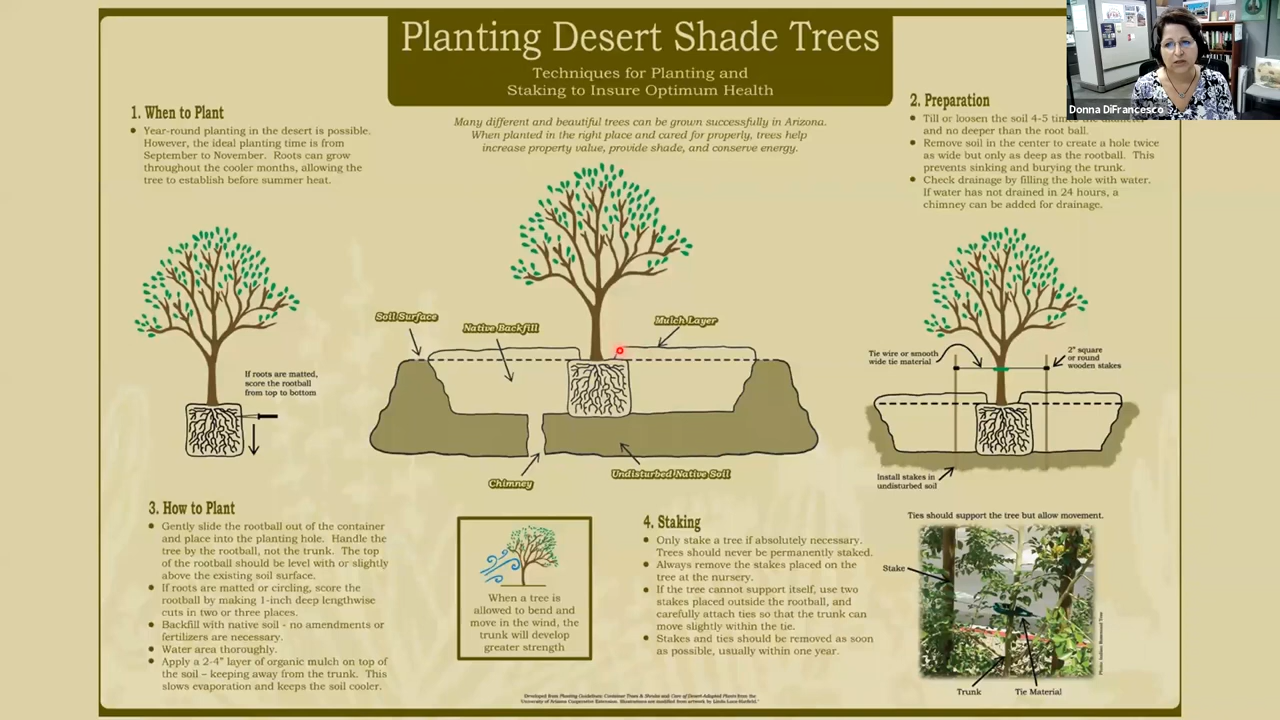 Planting Desert Shade Trees
Techniques for Planting and
Staking to Insure Optimum Health
Donna DiFrancesco
1. When to Plant
Year-round planting in the desert is possible.
However, the ideal planting time is from
September to November. Roots can grow
throughout the cooler months, allowing the
tree to establish before summer heat.
Many different and beautiful trees can be grown successfully in Arizona.
When planted in the right place and cared for properly, trees help
increase property value, provide shade, and conserve energy.
2. Preparation
Till or loosen the soil 4-5 times the diameter
and no deeper than the root ball.
Remove soil in the center to create a hole twice
as wide but only as deep as the rootball. This
prevents sinking and burying the trunk.
Check drainage by filling the hole with water.
If water has not drained in 24 hours, a
chimney can be added for drainage.
If roots are matted,
score the rootball
from top to bottom
Soil Surface
Native Backfill
Mulch Layer
Chimney
Undisturbed Native Soil
Tie wire or smooth
wide tie material
2" square
or round
wooden stakes
Install stakes in
undisturbed soil
3. How to Plant
Gently slide the rootball out of the container
and place into the planting hole. Handle the
tree by the rootball, not the trunk. The top
of the rootball should be level with or slightly
above the existing soil surface.
If roots are matted or circling, score the
rootball by making 1-inch deep lengthwise
cuts in two or three places.
Backfill with native soil - no amendments or
fertilizers are necessary.
Water area thoroughly.
Apply a 2-4" layer of organic mulch on top of
the soil – keeping away from the trunk. This
slows evaporation and keeps the soil cooler.
When a tree is
allowed to bend and
move in the wind, the
trunk will develop
greater strength
4. Staking
Only stake a tree if absolutely necessary.
Trees should never be permanently staked.
Always remove the stakes placed on the
tree at the nursery.
If the tree cannot support itself, use two
stakes placed outside the rootball, and
carefully attach ties so that the trunk can
move slightly within the tie.
Stakes and ties should be removed as soon
as possible, usually within one year.
Ties should support the tree but allow movement.
Stake
Trunk
Tie Material
Developed from Planting Guidelines: Container Trees & Shrubs and Care of Desert-Adapted Plants from the
University of Arizona Cooperative Extension. Illustrations are modified from artwork by